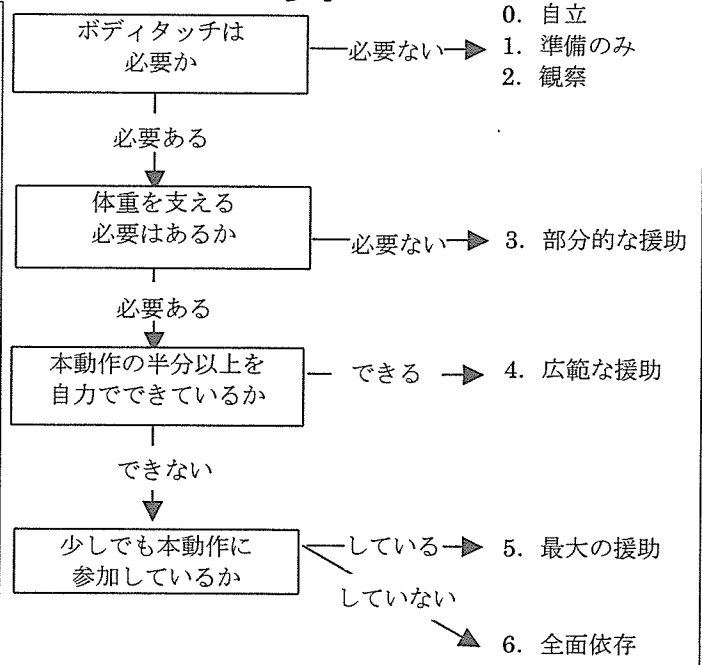 ボディタッチは
必要か
必要ない
0. 自立
1. 準備のみ
2. 観察
必要ある
体重を支える
必要はあるか
必要ない
3. 部分的な援助
必要ある
本動作の半分以上を
自力でできているか
できる
4. 広範な援助
できない
少しでも本動作に
参加しているか
している
5. 最大の援助
していない
6. 全面依存